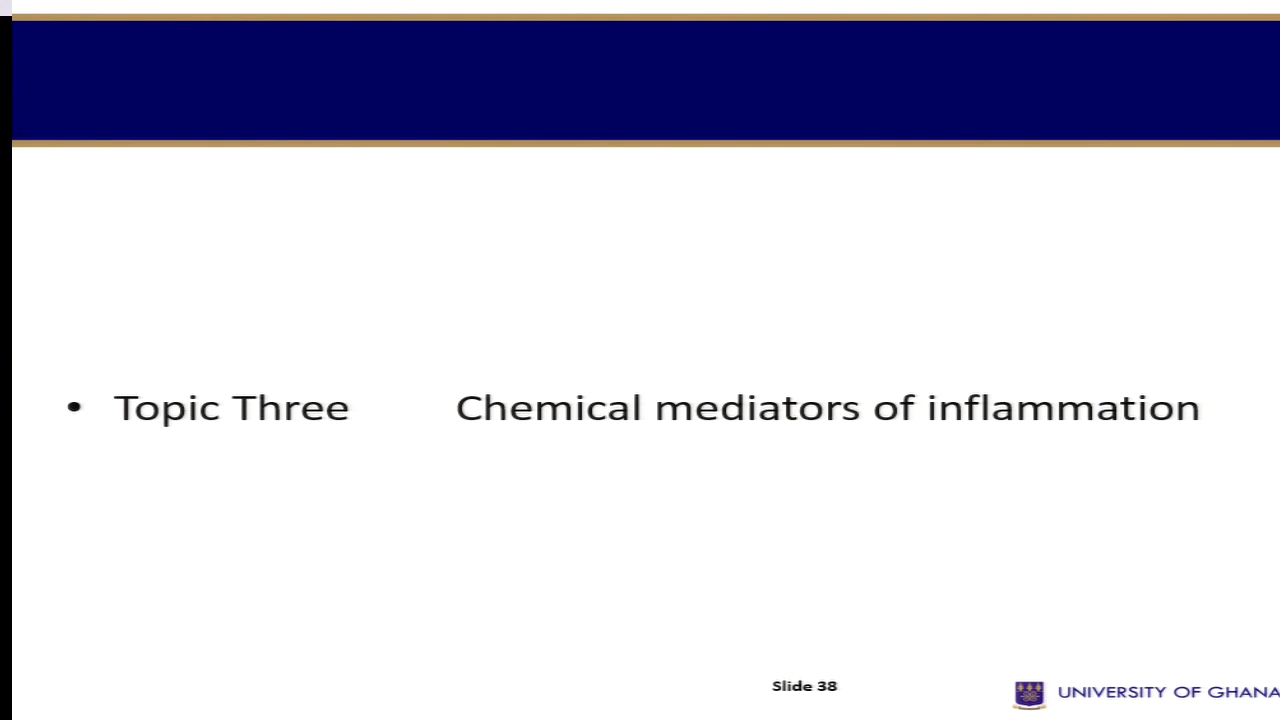 • Topic Three Chemical mediators of inflammation
Slide 38
UNIVERSITY OF GHANA